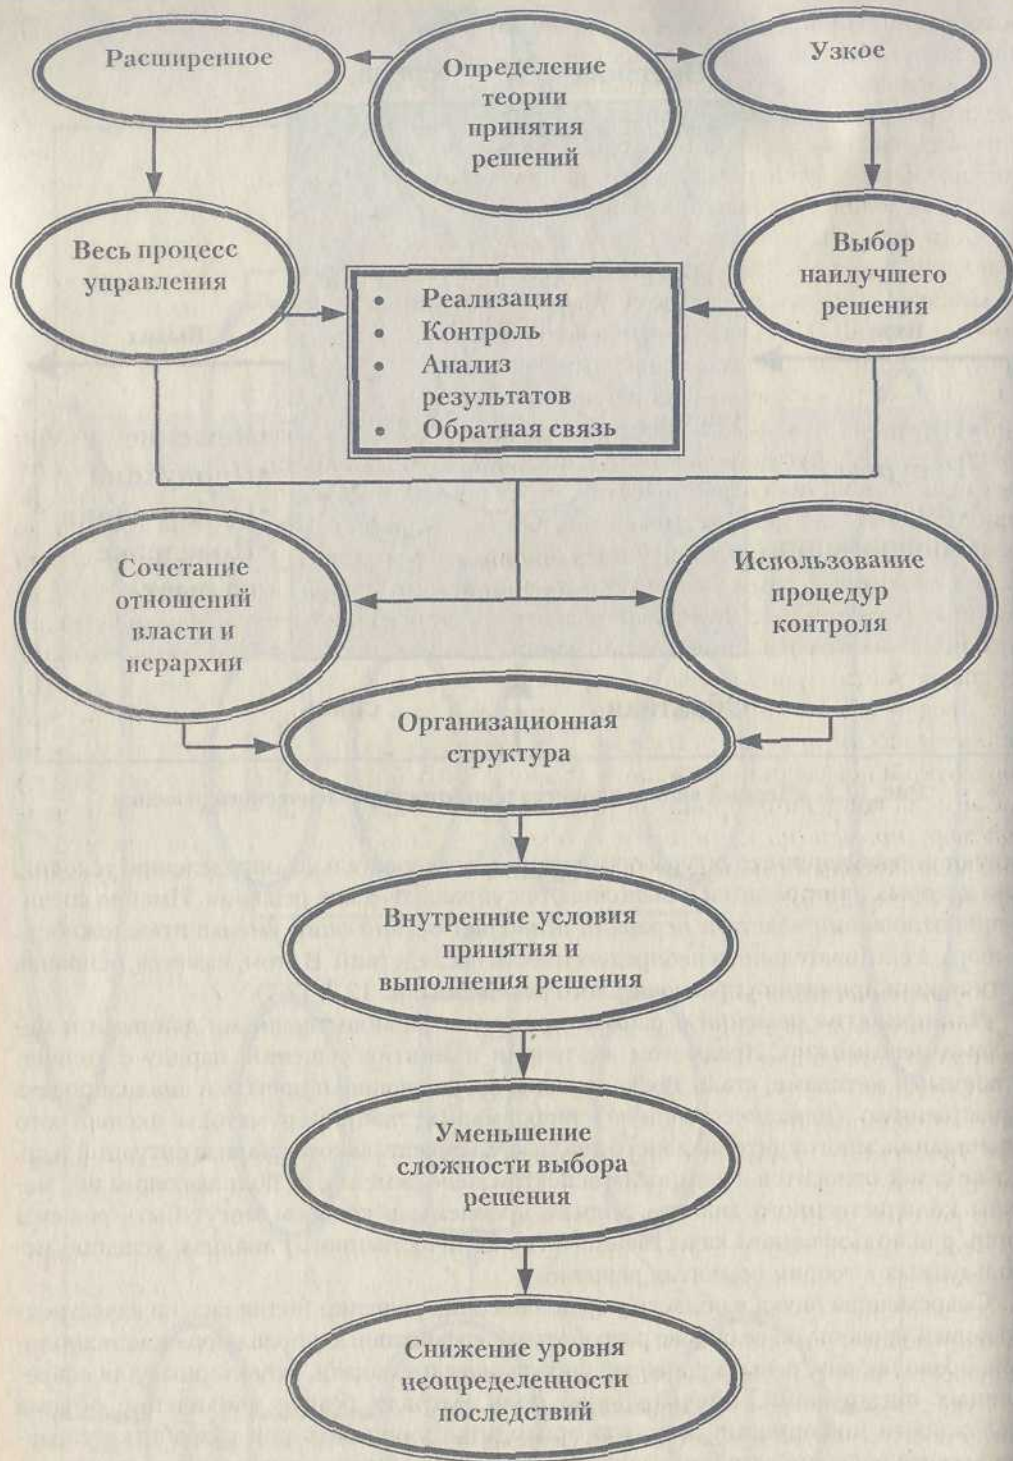 Расширенное
Определение
теории
принятия
решений
Узкое
Весь процесс
управления
• Реализация
• Контроль
• Анализ
результатов
• Обратная связь
Выбор
наилучшего
решения
Сочетание
отношений
власти и
иерархии
Использование
процедур
контроля
Организационная
структура
Внутренние условия
принятия и
выполнения решения
Уменьшение
сложности выбора
решения
Снижение уровня
неопределенности
последствий